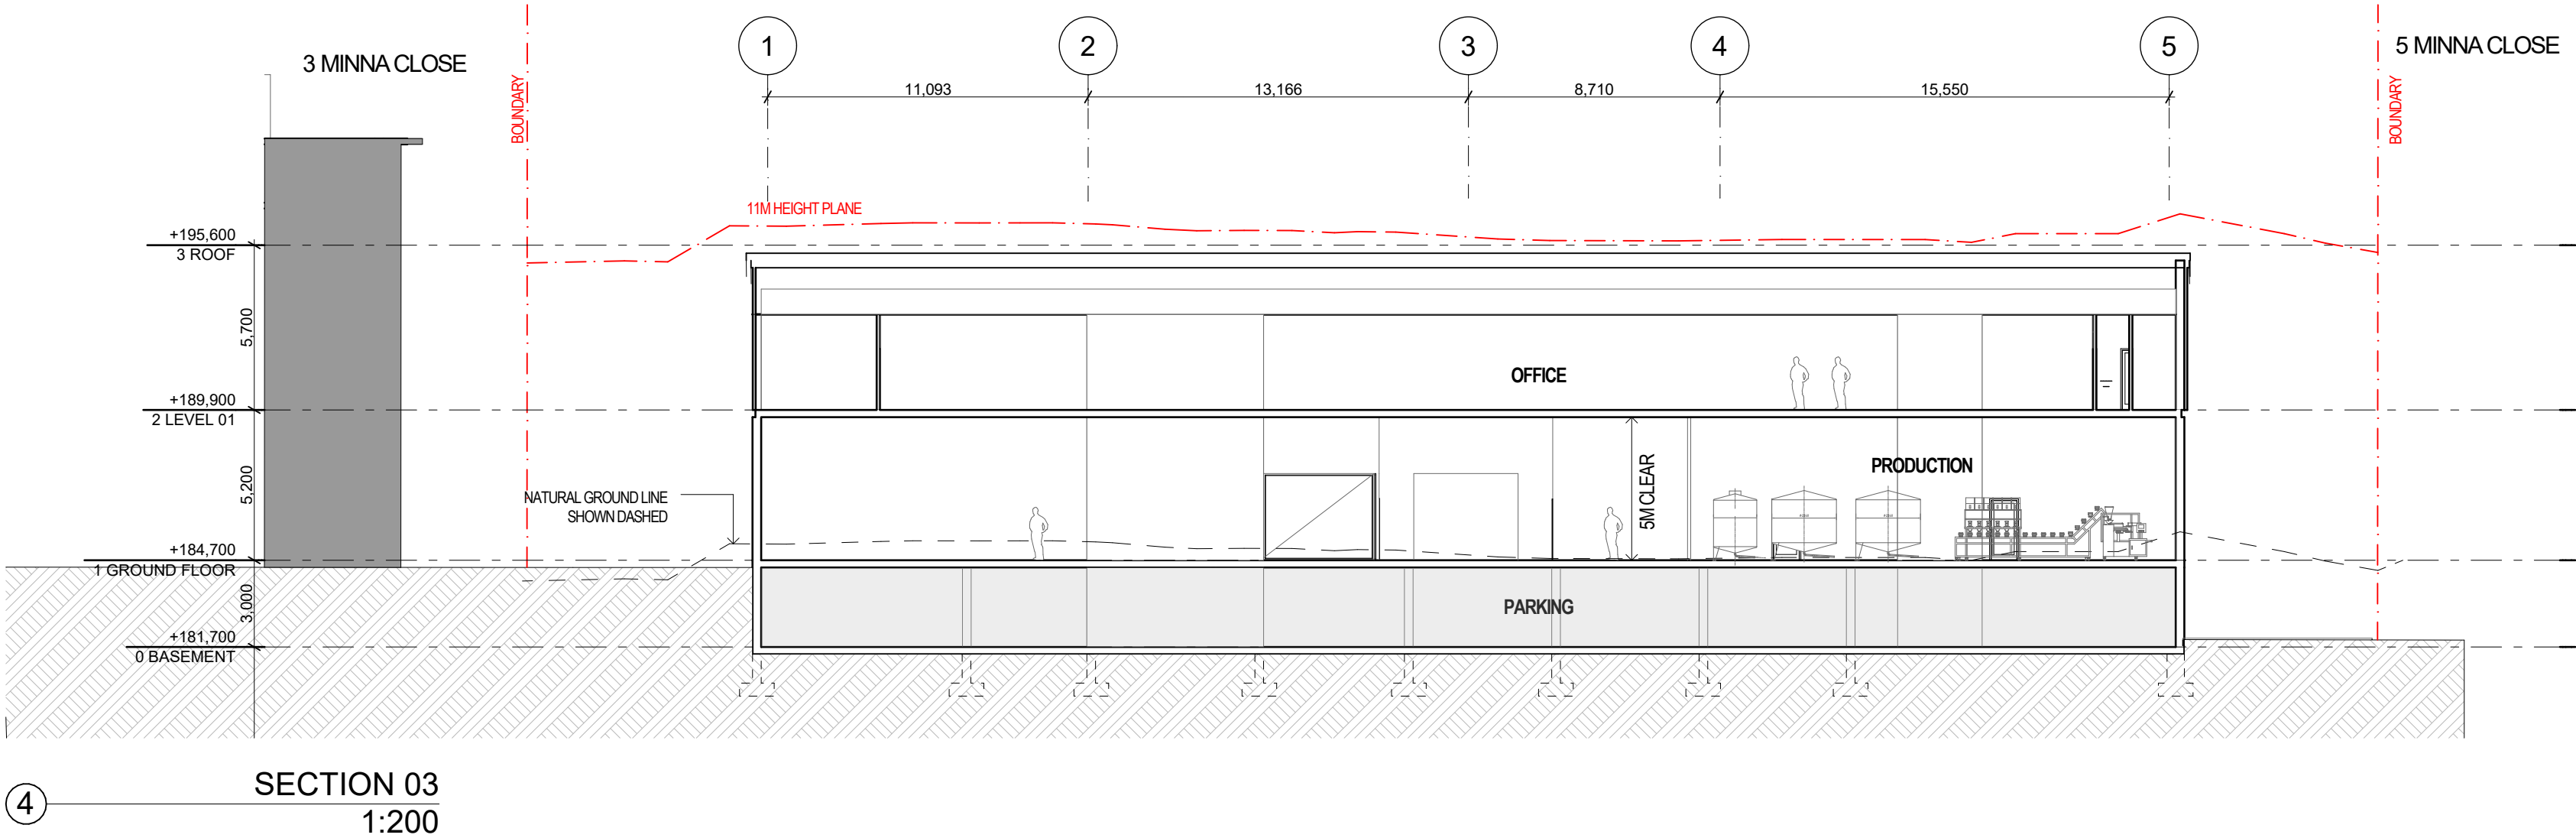 1
2
3
4
5
3 MINNA CLOSE
5 MINNA CLOSE
BOUNDARY
BOUNDARY
11,093
13,166
8,710
15,550
11M HEIGHT PLANE
+195,600
3 ROOF
5,700
OFFICE
+189,900
2 LEVEL 01
5,200
5M CLEAR
PRODUCTION
NATURAL GROUND LINE
SHOWN DASHED
+184,700
1 GROUND FLOOR
3,000
PARKING
+181,700
0 BASEMENT
4
SECTION 03
1:200